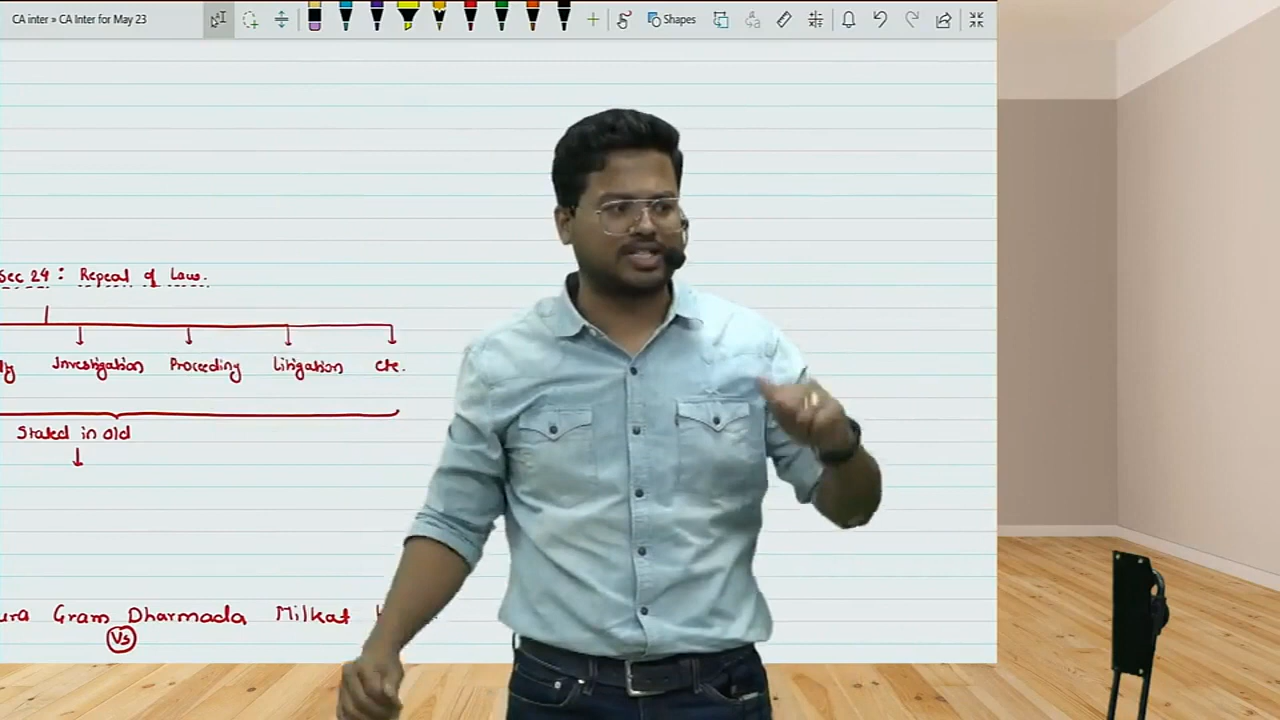 CA inter » CA Inter for May 23
Shapes
Sec 24 : Repeal of Law.
Investigation Proceeding Litigation etc.
Stated in old
Gram Dharmada Milkat
Vs